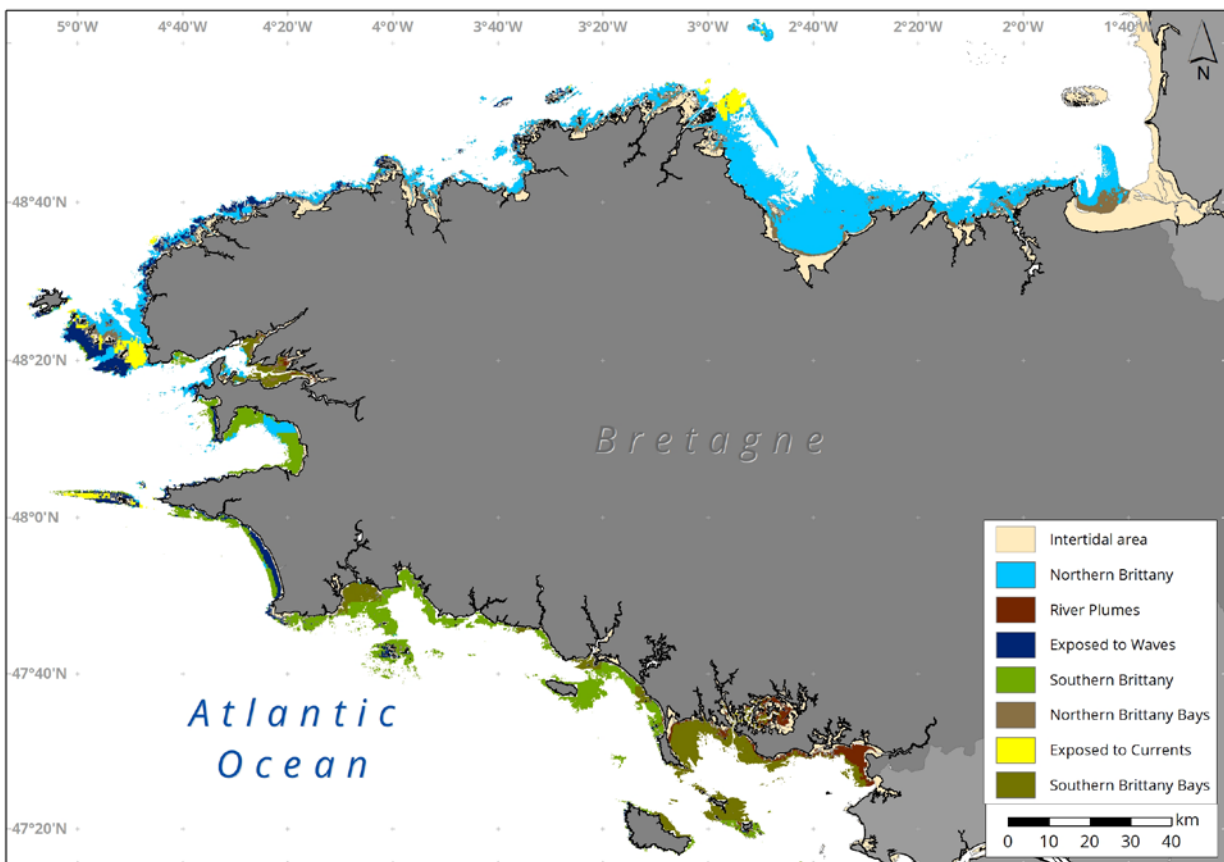 5°0'W 4°40'W 4°20'W 4°0'W 3°40'W 3°20'W 3°0'W 2°40'W 2°20'W 2°0'W 1°40'W
N
48°40'N
48°20'N
48°0'N
47°40'N
47°20'N
Bretagne
Atlantic
Ocean
Intertidal area
Northern Brittany
River Plumes
Exposed to Waves
Southern Brittany
Northern Brittany Bays
Exposed to Currents
Southern Brittany Bays
km
0 10 20 30 40